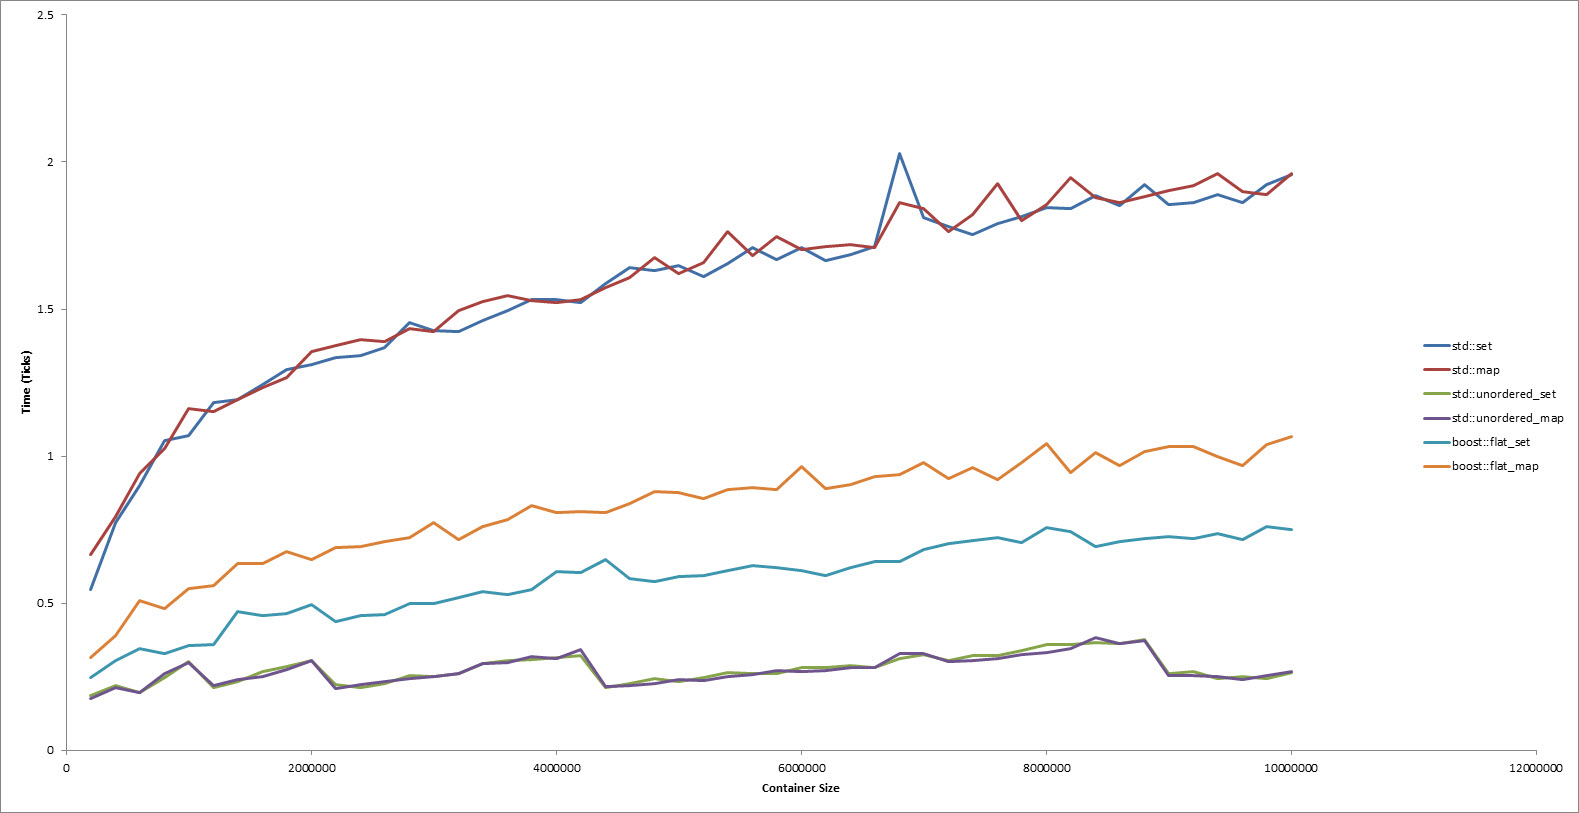 2.5
2
1.5
1
0.5
0
Time (Ticks)
0
2000000
4000000
6000000
8000000
10000000
12000000
Container Size
std::set
std::map
std::unordered_set
std::unordered_map
boost::flat_set
boost::flat_map